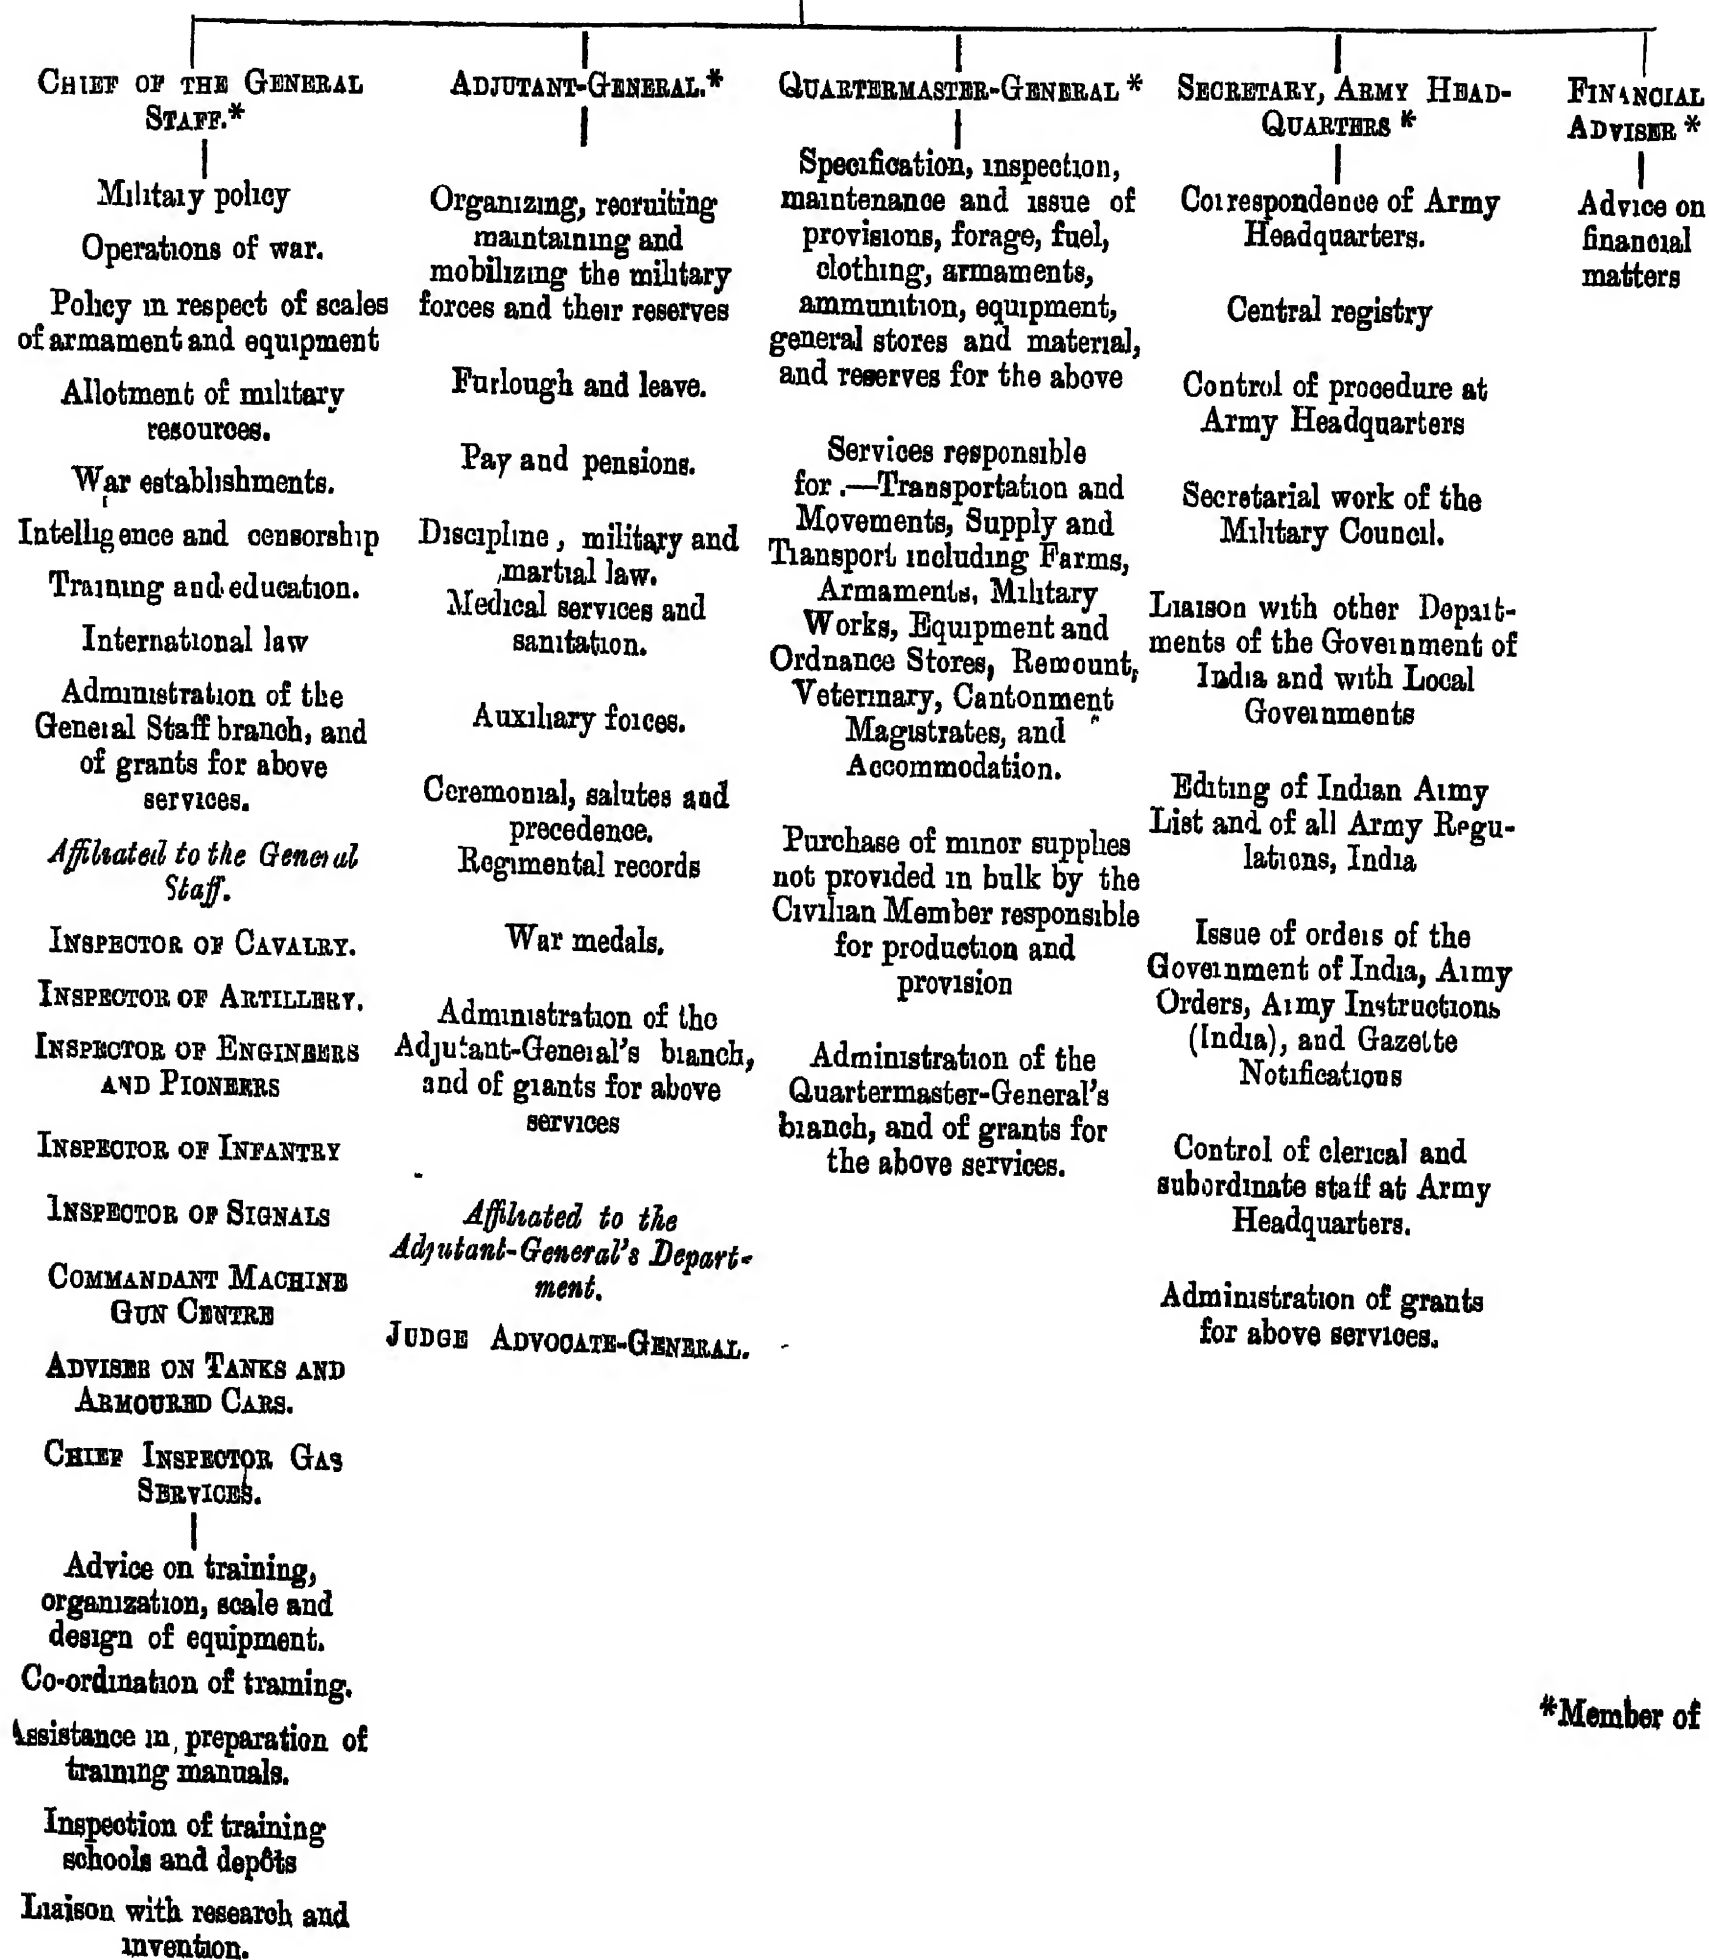 CHIEF OF THE GENERAL
STAFF.*
Military policy
Operations of war.
Policy in respect of scales
of armament and equipment
Allotment of military
resources.
War establishments.
Intelligence and censorship
Training and education.
International law
Administration of the
General Staff branch, and
of grants for above
services.
Affiliated to the General
Staff.
INSPECTOR OF CAVALRY.
INSPECTOR OF ARTILLERY.
INSPECTOR OF ENGINEERS
AND PIONEERS
INSPECTOR OF INFANTRY
INSPECTOR OF SIGNALS
COMMANDANT MACHINE
GUN CENTRE
ADVISER ON TANKS AND
ARMOURED CARS.
CHIEF INSPECTOR GAS
SERVICES.
Advice on training,
organization, scale and
design of equipment.
Co-ordination of training.
Assistance in preparation of
training manuals.
Inspection of training
schools and depôts
Liaison with research and
invention.
ADJUTANT-GENERAL.*
Organizing, recruiting
maintaining and
mobilizing the military
forces and their reserves
Furlough and leave.
Pay and pensions.
Discipline, military and
martial law.
Medical services and
sanitation.
Auxiliary forces.
Ceremonial, salutes and
precedence.
Regimental records
War medals.
Administration of the
Adjutant-General's branch,
and of grants for above
services
Affiliated to the
Adjutant-General's Depart-
ment.
JUDGE ADVOCATE-GENERAL.
QUARTERMASTER-GENERAL *
Specification, inspection,
maintenance and issue of
provisions, forage, fuel,
clothing, armaments,
ammunition, equipment,
general stores and material,
and reserves for the above
Services responsible
for.—Transportation and
Movements, Supply and
Transport including Farms,
Armaments, Military
Works, Equipment and
Ordnance Stores, Remount,
Veterinary, Cantonment
Magistrates, and
Accommodation.
Purchase of minor supplies
not provided in bulk by the
Civilian Member responsible
for production and
provision
Administration of the
Quartermaster-General's
branch, and of grants for
the above services.
SECRETARY, ARMY HEAD-
QUARTERS *
Correspondence of Army
Headquarters.
Central registry
Control of procedure at
Army Headquarters
Secretarial work of the
Military Council.
Liaison with other Depart-
ments of the Government of
India and with Local
Governments
Editing of Indian Army
List and of all Army Regu-
lations, India
Issue of orders of the
Government of India, Army
Orders, Army Instructions
(India), and Gazette
Notifications
Control of clerical and
subordinate staff at Army
Headquarters.
Administration of grants
for above services.
FINANCIAL
ADVISER *
Advice on
financial
matters
*Member of